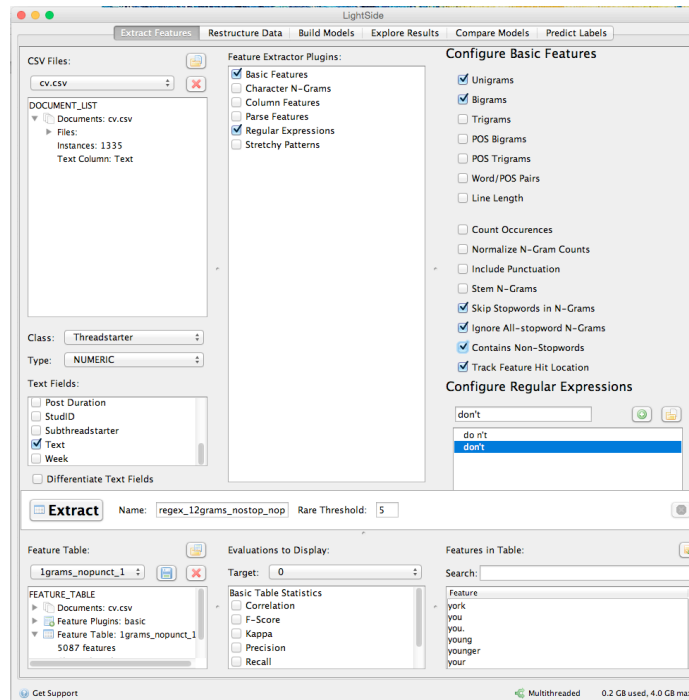 LightSide
Extract Features Restructure Data Build Models Explore Results Compare Models Predict Labels
CSV Files:
cv.csv
DOCUMENT_LIST
Documents: cv.csv
Files:
Instances: 1335
Text Column: Text
Class: Threadstarter
Type: NUMERIC
Text Fields:
Post Duration
StudID
Subthreadstarter
Text
Week
Differentiate Text Fields
Feature Extractor Plugins:
Basic Features
Character N-Grams
Column Features
Parse Features
Regular Expressions
Stretchy Patterns
Configure Basic Features
Unigrams
Bigrams
Trigrams
POS Bigrams
POS Trigrams
Word/POS Pairs
Line Length
Count Occurences
Normalize N-Gram Counts
Include Punctuation
Stem N-Grams
Skip Stopwords in N-Grams
Ignore All-stopword N-Grams
Contains Non-Stopwords
Track Feature Hit Location
Configure Regular Expressions
don't
do n't
don't
Extract Name: regex_12grams_nostop_nop Rare Threshold: 5
Feature Table:
1grams_nopunct_1
FEATURE_TABLE
Documents: cv.csv
Feature Plugins: basic
Feature Table: 1grams_nopunct_1
5087 features
Evaluations to Display:
Target: 0
Basic Table Statistics
Correlation
F-Score
Kappa
Precision
Recall
Features in Table:
Search:
Feature
york
you
you.
young
younger
your
Get Support
Multithreaded 0.2 GB used, 4.0 GB max